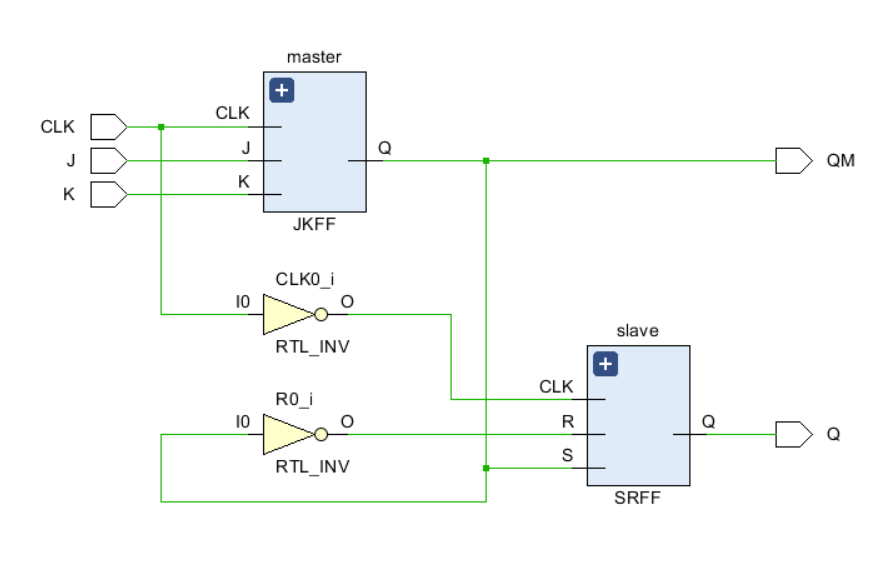 master
CLK
CLK
J
J
Q
QM
K
K
JKFF
CLK0_i
I0
O
RTL_INV
slave
CLK
R0_i
I0
O
R
Q
Q
RTL_INV
S
SRFF